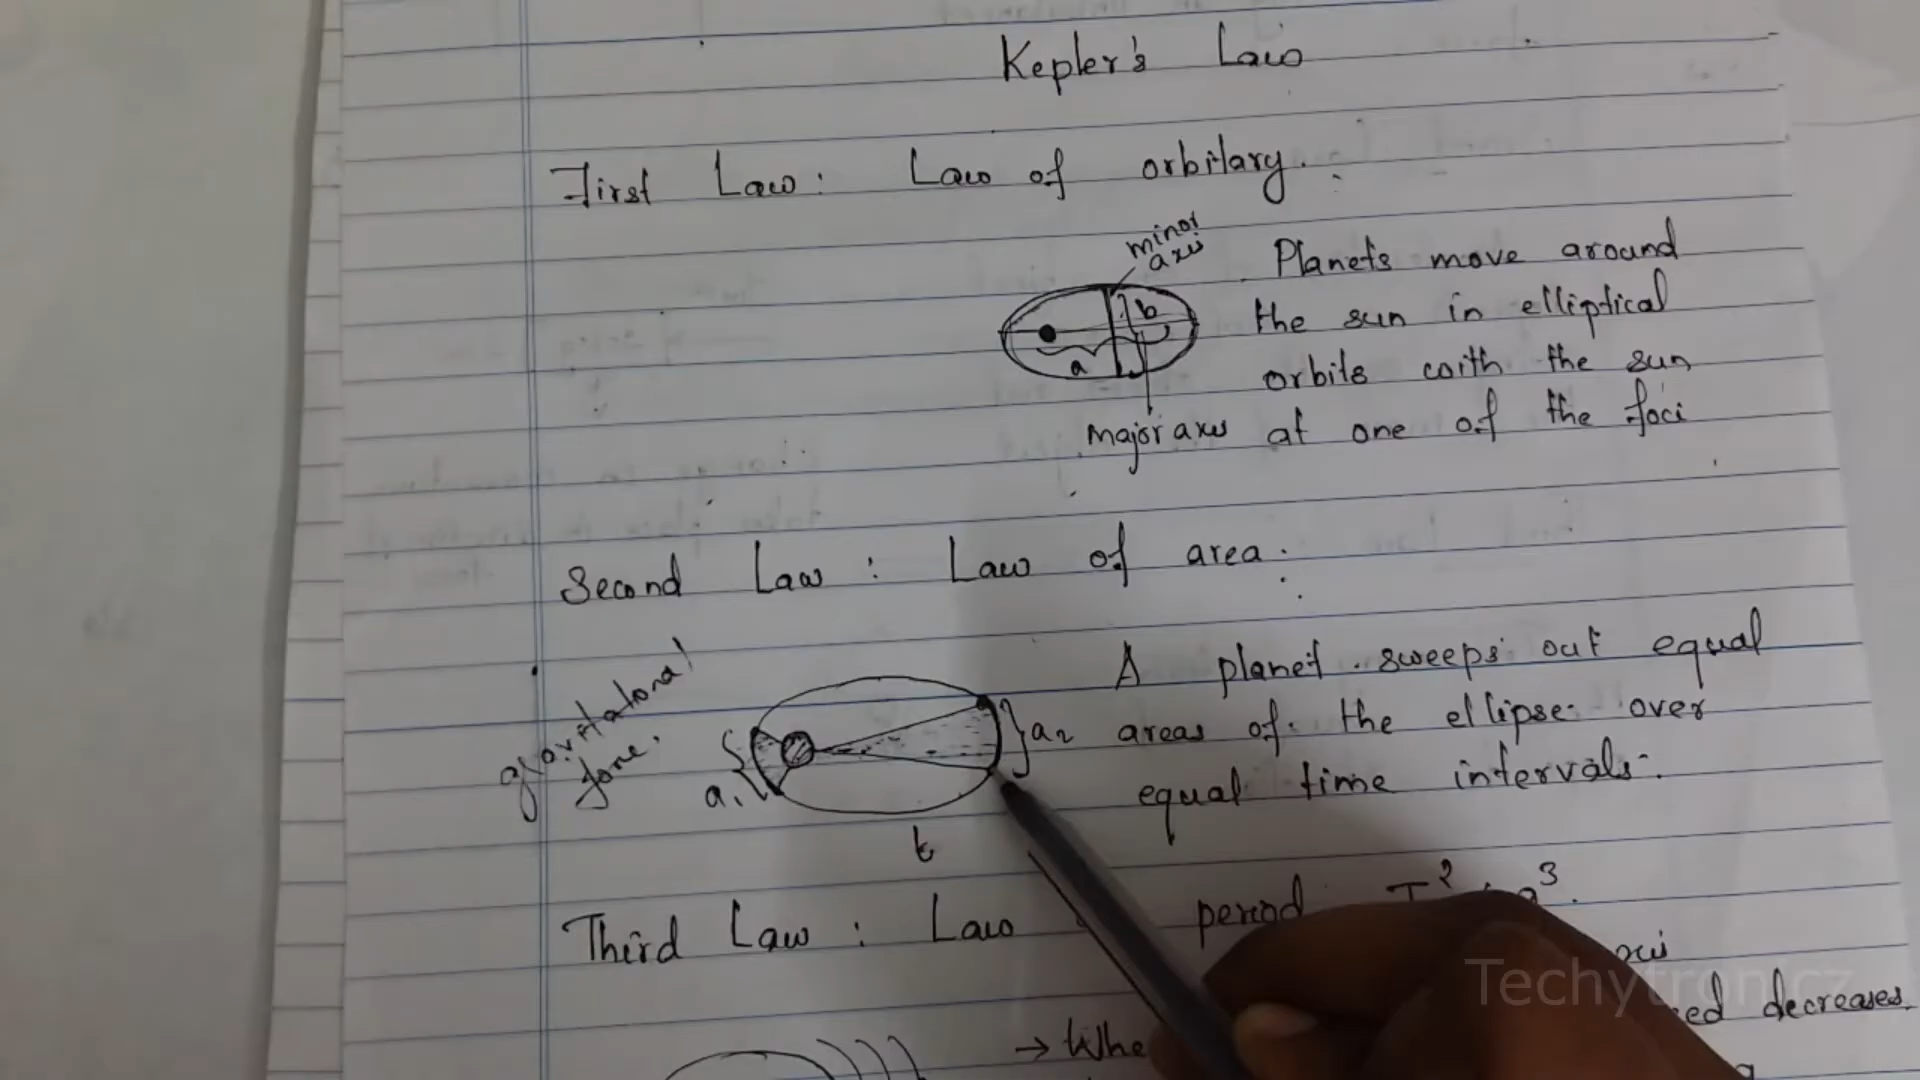 Kepler's Law
First Law: Law of orbitary.
minor
axis
Planets move around
b
the sun in elliptical
a
orbits with the sun
Major axis at one of the foci
Second Law: Law of area.
A planet sweeps out equal
gravitational
force.
a1
a2 areas of the ellipse over
equal time intervals.
t
Third Law: Law period T2 a3.
decreases
Techytronicz